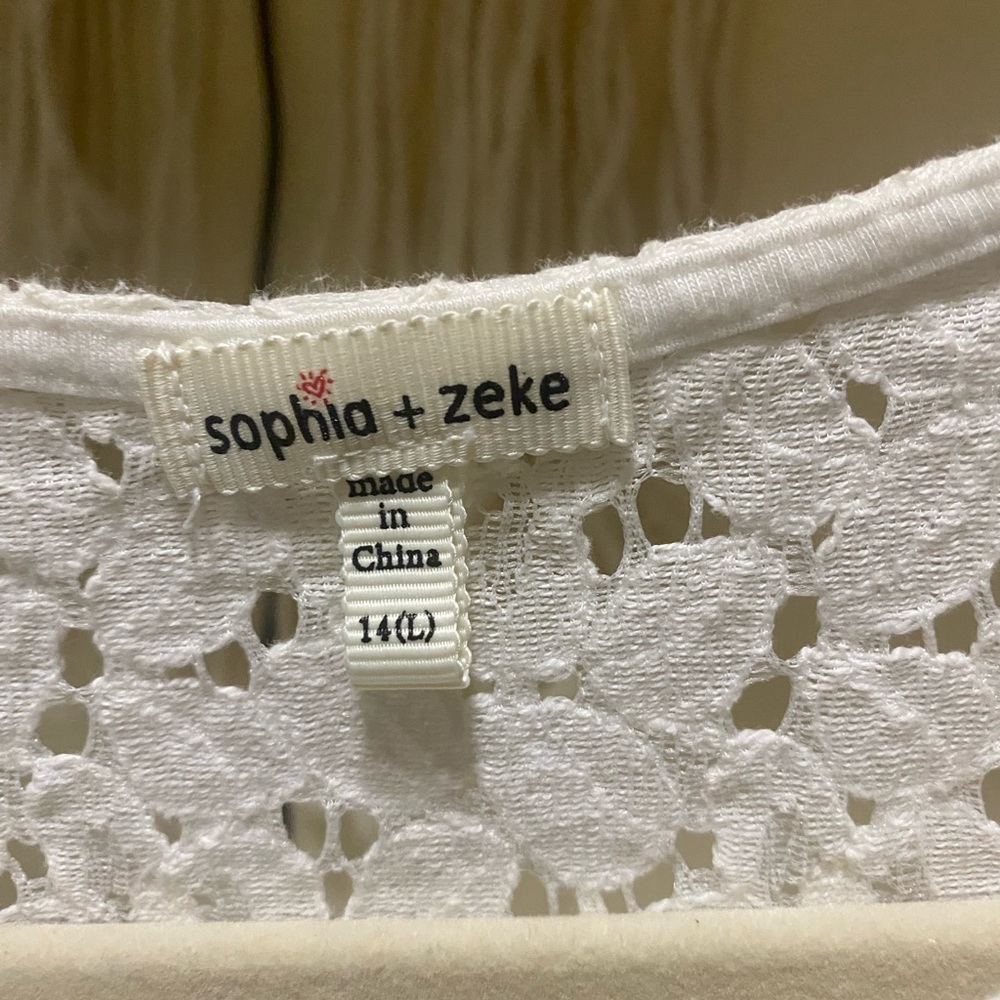 sophia + zeke
made
in
China
14(L)